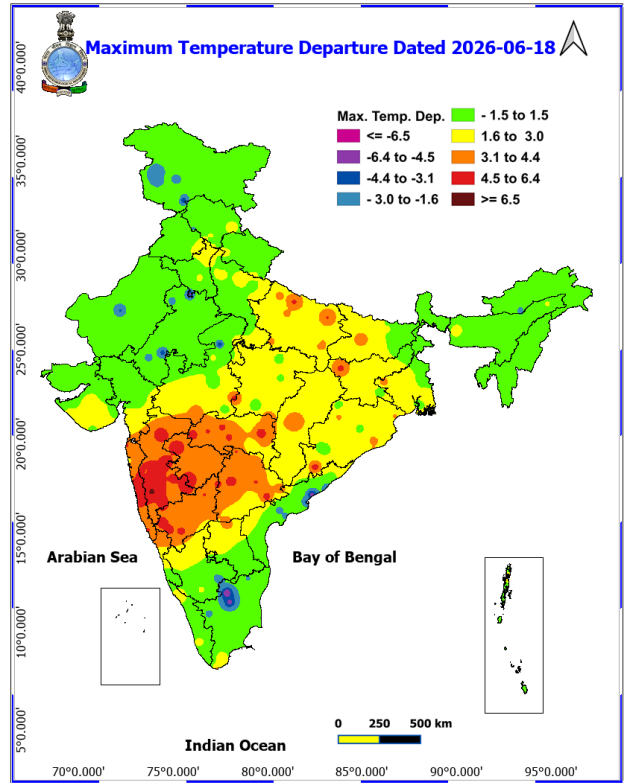 Maximum Temperature Departure Dated 2026-06-18
Max. Temp. Dep.
<= -6.5
-6.4 to -4.5
-4.4 to -3.1
- 3.0 to -1.6
- 1.5 to 1.5
1.6 to 3.0
3.1 to 4.4
4.5 to 6.4
>= 6.5
40°0.000'
35°0.000'
30°0.000'
25°0.000'
20°0.000'
15°0.000'
10°0.000'
5°0.000'
Arabian Sea
Bay of Bengal
Indian Ocean
0 250 500 km
70°0.000' 75°0.000' 80°0.000' 85°0.000' 90°0.000' 95°0.000'